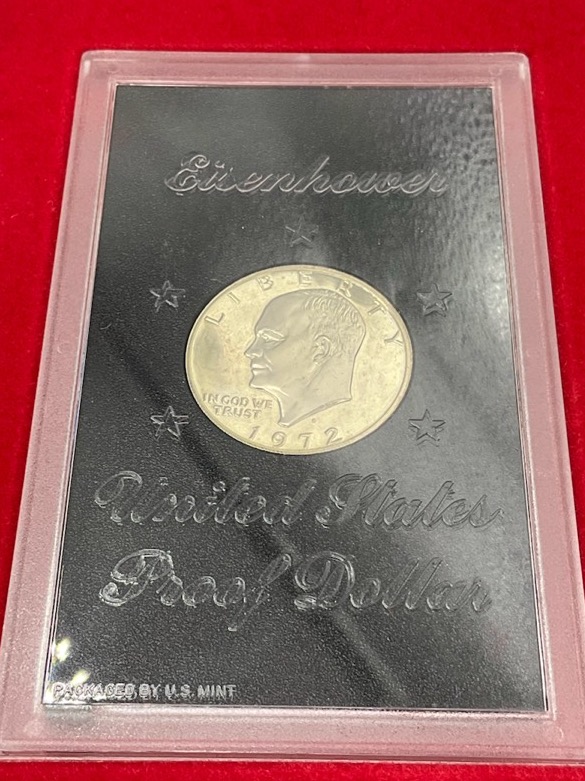 Eisenhower
LIBERTY
IN GOD WE
TRUST
1972
United States
Proof Dollar
PACKAGED BY U.S. MINT